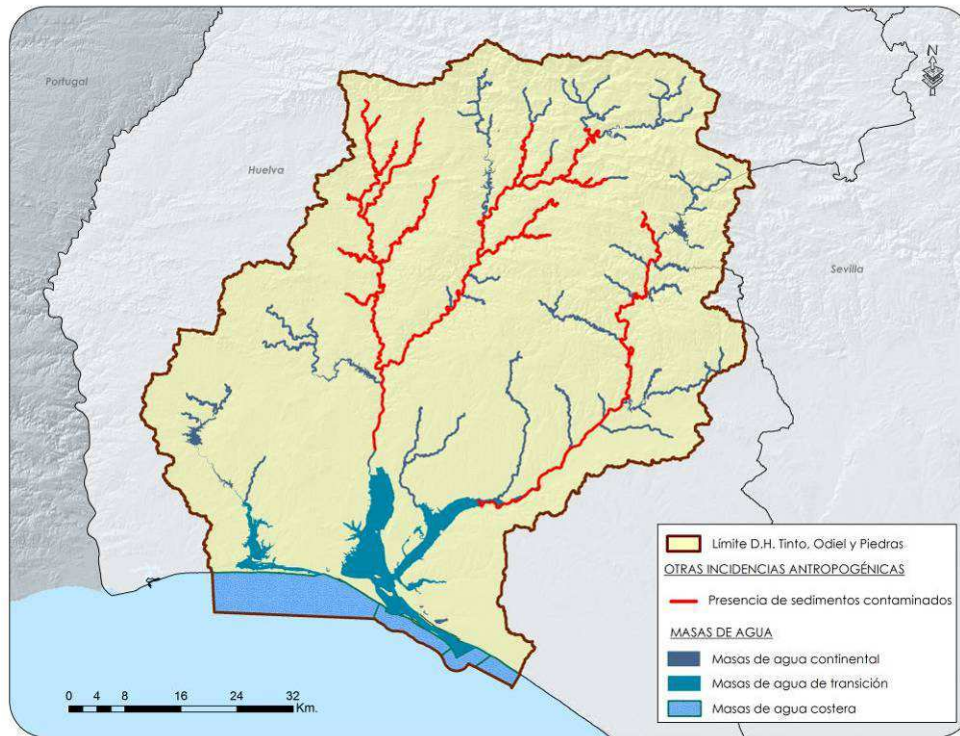 Portugal
N
Huelva
Sevilla
Límite D.H. Tinto, Odiel y Piedras
OTRAS INCIDENCIAS ANTROPOGÉNICAS
Presencia de sedimentos contaminados
MASAS DE AGUA
Masas de agua continental
Masas de agua de transición
Masas de agua costera
0 4 8 16 24 32
Km.